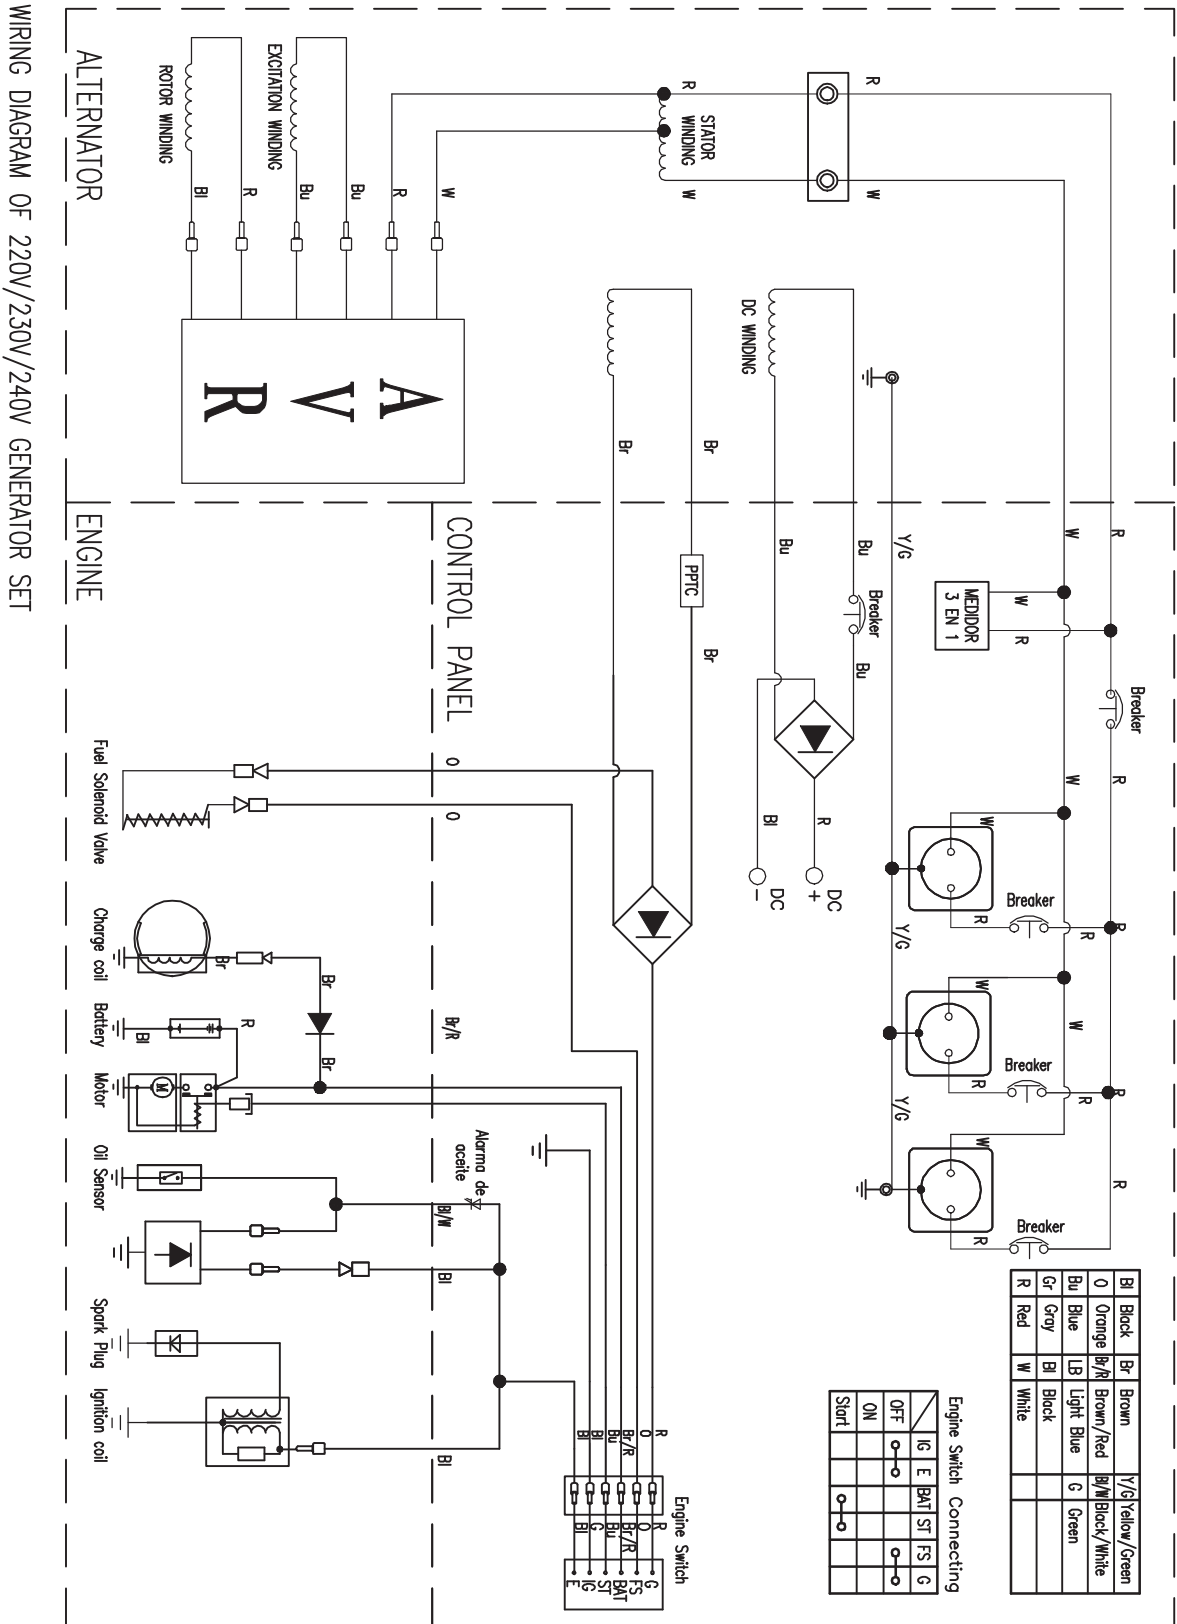 WIRING DIAGRAM OF 220V/230V/240V GENERATOR SET
ALTERNATOR
ENGINE
CONTROL PANEL
ROTOR WINDING
EXCITATION WINDING
STATOR
WINDING
DC WINDING
Bl
R
Bu
Bu
R
W
R
W
R
W
A
V
R
Br
Br
PPTC
Br
Bu
Bu
Breaker
Bu
Y/G
W
R
MEDIDOR
3 EN 1
W
R
Breaker
R
W
Bl
R
DC
-
DC
+
W
Breaker
R
R
R
Y/G
W
W
Breaker
R
R
R
Y/G
W
Breaker
R
R
O
O
Br/R
Bl/W
Bl
Bl
Fuel Solenoid Valve
Charge coil
Battery
Motor
Oil Sensor
Spark Plug
Ignition coil
Br
Br
Br
R
Bl
M
Alarma de
aceite
Engine Switch
R
O
Br/R
Bu
Bl
Bl
R
O
Br/R
Bu
G
Bl
G
FS
BAT
ST
IG
E
Engine Switch Connecting
IG E BAT ST FS G
OFF
ON
Start
Bl Black Br Brown Y/G Yellow/Green
O Orange Br/R Brown/Red Bl/W Black/White
Bu Blue LB Light Blue G Green
Gr Gray Bl Black
R Red W White